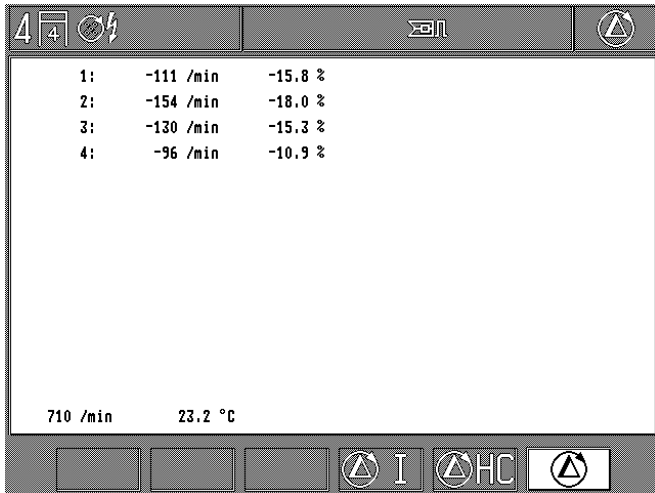 4 4
1: -111 /min -15.8 %
2: -154 /min -18.0 %
3: -130 /min -15.3 %
4: -96 /min -10.9 %
710 /min 23.2 °C
I HC